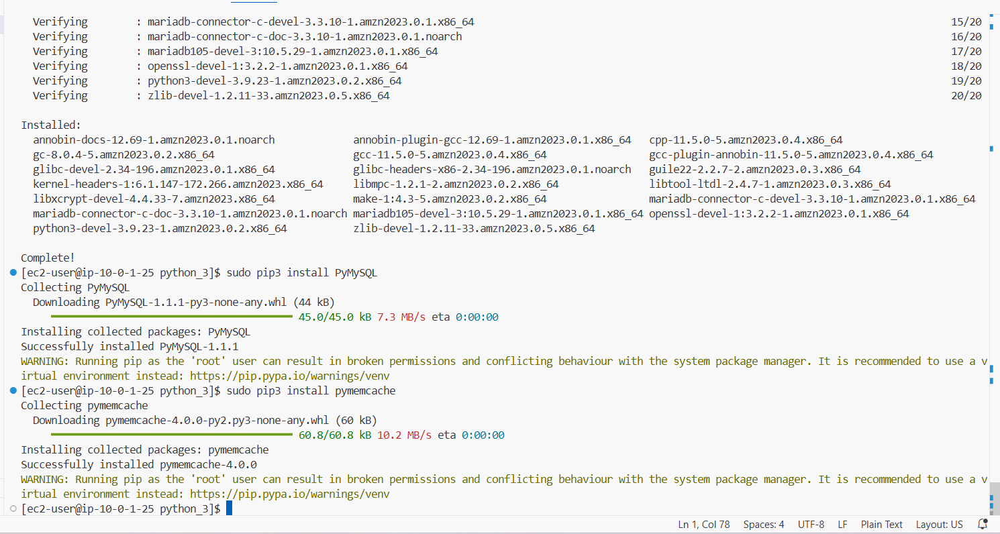 Verifying : mariadb-connector-c-devel-3.3.10-1.amzn2023.0.1.x86_64 15/20
Verifying : mariadb-connector-c-doc-3.3.10-1.amzn2023.0.1.noarch 16/20
Verifying : mariadb105-devel-3:10.5.29-1.amzn2023.0.1.x86_64 17/20
Verifying : openssl-devel-1:3.2.2-1.amzn2023.0.1.x86_64 18/20
Verifying : python3-devel-3.9.23-1.amzn2023.0.2.x86_64 19/20
Verifying : zlib-devel-1.2.11-33.amzn2023.0.5.x86_64 20/20
Installed:
annobin-docs-12.69-1.amzn2023.0.1.noarch annobin-plugin-gcc-12.69-1.amzn2023.0.1.x86_64 cpp-11.5.0-5.amzn2023.0.4.x86_64
gc-8.0.4-5.amzn2023.0.2.x86_64 gcc-11.5.0-5.amzn2023.0.4.x86_64 gcc-plugin-annobin-11.5.0-5.amzn2023.0.4.x86_64
glibc-devel-2.34-196.amzn2023.0.1.x86_64 glibc-headers-x86-2.34-196.amzn2023.0.1.noarch guile22-2.2.7-2.amzn2023.0.3.x86_64
kernel-headers-1:6.1.147-172.266.amzn2023.x86_64 libmpc-1.2.1-2.amzn2023.0.2.x86_64 libtool-ltdl-2.4.7-1.amzn2023.0.3.x86_64
libxcrypt-devel-4.4.33-7.amzn2023.x86_64 make-1:4.3-5.amzn2023.0.2.x86_64 mariadb-connector-c-devel-3.3.10-1.amzn2023.0.1.x86_64
mariadb-connector-c-doc-3.3.10-1.amzn2023.0.1.noarch mariadb105-devel-3:10.5.29-1.amzn2023.0.1.x86_64 openssl-devel-1:3.2.2-1.amzn2023.0.1.x86_64
python3-devel-3.9.23-1.amzn2023.0.2.x86_64 zlib-devel-1.2.11-33.amzn2023.0.5.x86_64
Complete!
[ec2-user@ip-10-0-1-25 python_3]$ sudo pip3 install PyMySQL
Collecting PyMySQL
Downloading PyMySQL-1.1.1-py3-none-any.whl (44 kB)
45.0/45.0 kB 7.3 MB/s eta 0:00:00
Installing collected packages: PyMySQL
Successfully installed PyMySQL-1.1.1
WARNING: Running pip as the 'root' user can result in broken permissions and conflicting behaviour with the system package manager. It is recommended to use a v
irtual environment instead: https://pip.pypa.io/warnings/venv
[ec2-user@ip-10-0-1-25 python_3]$ sudo pip3 install pymemcache
Collecting pymemcache
Downloading pymemcache-4.0.0-py2.py3-none-any.whl (60 kB)
60.8/60.8 kB 10.2 MB/s eta 0:00:00
Installing collected packages: pymemcache
Successfully installed pymemcache-4.0.0
WARNING: Running pip as the 'root' user can result in broken permissions and conflicting behaviour with the system package manager. It is recommended to use a v
irtual environment instead: https://pip.pypa.io/warnings/venv
[ec2-user@ip-10-0-1-25 python_3]$
Ln 1, Col 78 Spaces: 4 UTF-8 LF Plain Text Layout: US